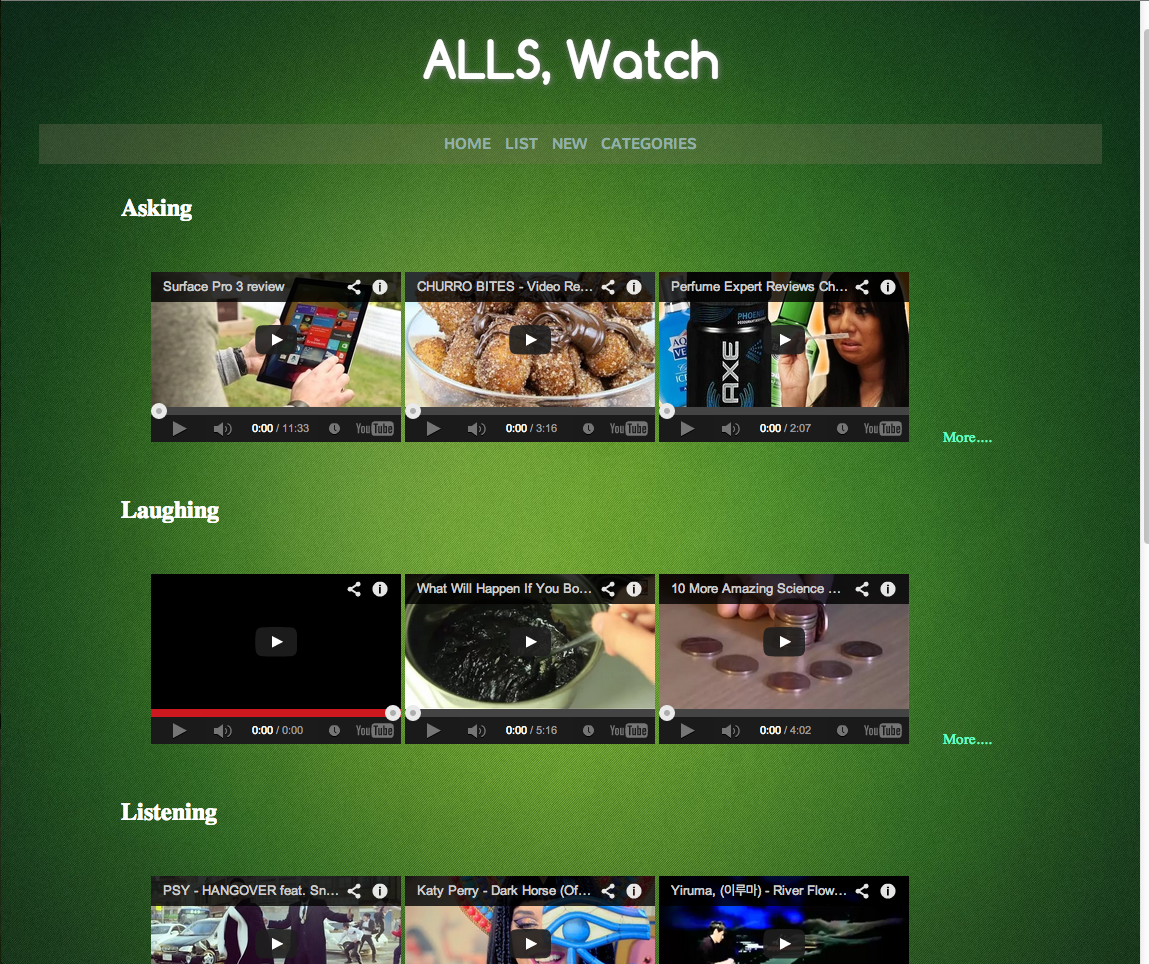 ALLS, Watch
HOME LIST NEW CATEGORIES
Asking
Surface Pro 3 review
CHURRO BITES - Video Re...
Perfume Expert Reviews Ch...
PHOENIX
AXE
0:00 / 11:33 YouTube
0:00 / 3:16 YouTube
0:00 / 2:07 YouTube
More....
Laughing
What Will Happen If You Bo...
10 More Amazing Science ...
0:00 / 0:00 YouTube
0:00 / 5:16 YouTube
0:00 / 4:02 YouTube
More....
Listening
PSY - HANGOVER feat. Sn...
Katy Perry - Dark Horse (Of...
Yiruma, (이루마) - River Flow...